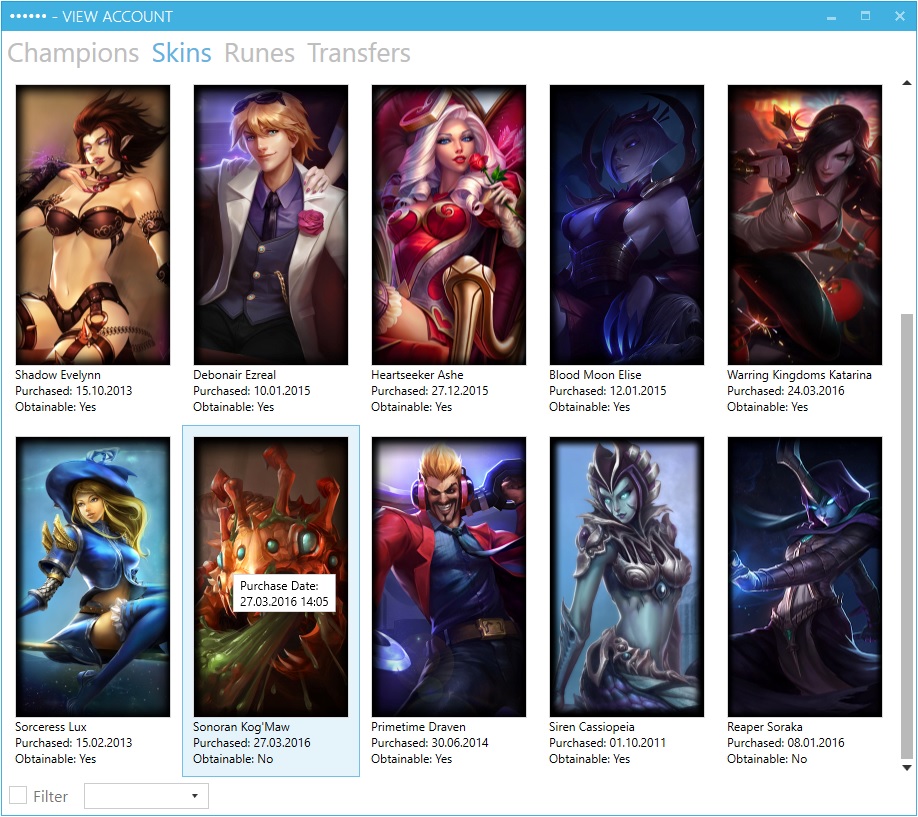 •••••• – VIEW ACCOUNT
Champions Skins Runes Transfers
Shadow Evelynn
Purchased: 15.10.2013
Obtainable: Yes
Debonair Ezreal
Purchased: 10.01.2015
Obtainable: Yes
Heartseeker Ashe
Purchased: 27.12.2015
Obtainable: Yes
Blood Moon Elise
Purchased: 12.01.2015
Obtainable: Yes
Warring Kingdoms Katarina
Purchased: 24.03.2016
Obtainable: Yes
Sorceress Lux
Purchased: 15.02.2013
Obtainable: Yes
Purchase Date:
27.03.2016 14:05
Sonoran Kog'Maw
Purchased: 27.03.2016
Obtainable: No
Primetime Draven
Purchased: 30.06.2014
Obtainable: Yes
Siren Cassiopeia
Purchased: 01.10.2011
Obtainable: Yes
Reaper Soraka
Purchased: 08.01.2016
Obtainable: No
Filter